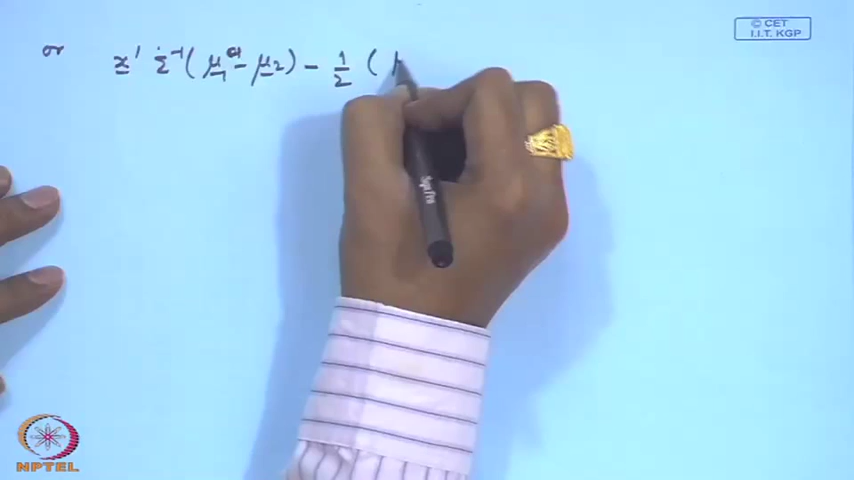 or x' Σ⁻¹ ( μ₁ - μ₂ ) - 1/2 ( μ
© CET
I.I.T. KGP
NPTEL